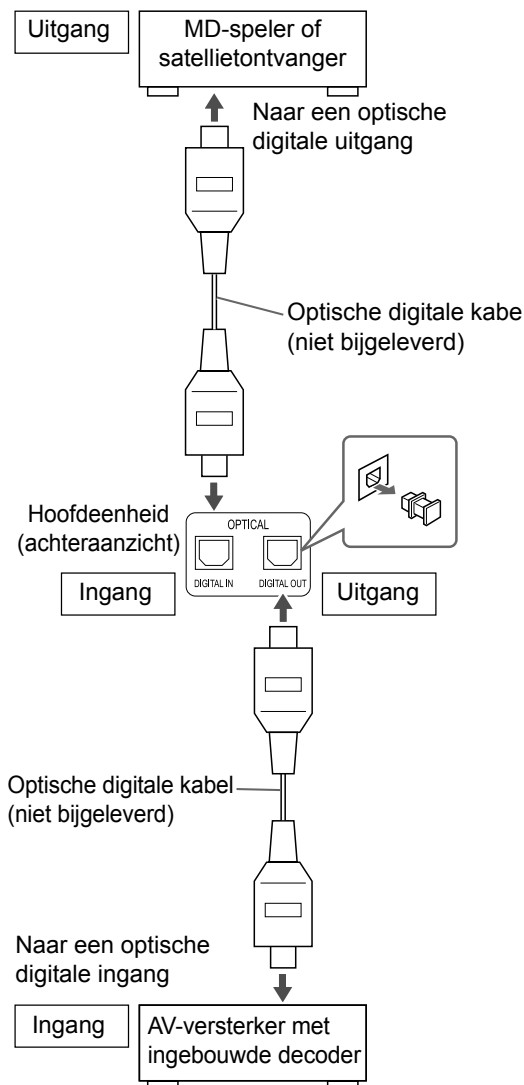 Uitgang
MD-speler of
satellietontvanger
Naar een optische
digitale uitgang
Optische digitale kabe
(niet bijgeleverd)
Hoofdeenheid
(achteraanzicht)
OPTICAL
DIGITAL IN
DIGITAL OUT
Ingang
Uitgang
Optische digitale kabel
(niet bijgeleverd)
Naar een optische
digitale ingang
Ingang
AV-versterker met
ingebouwde decoder